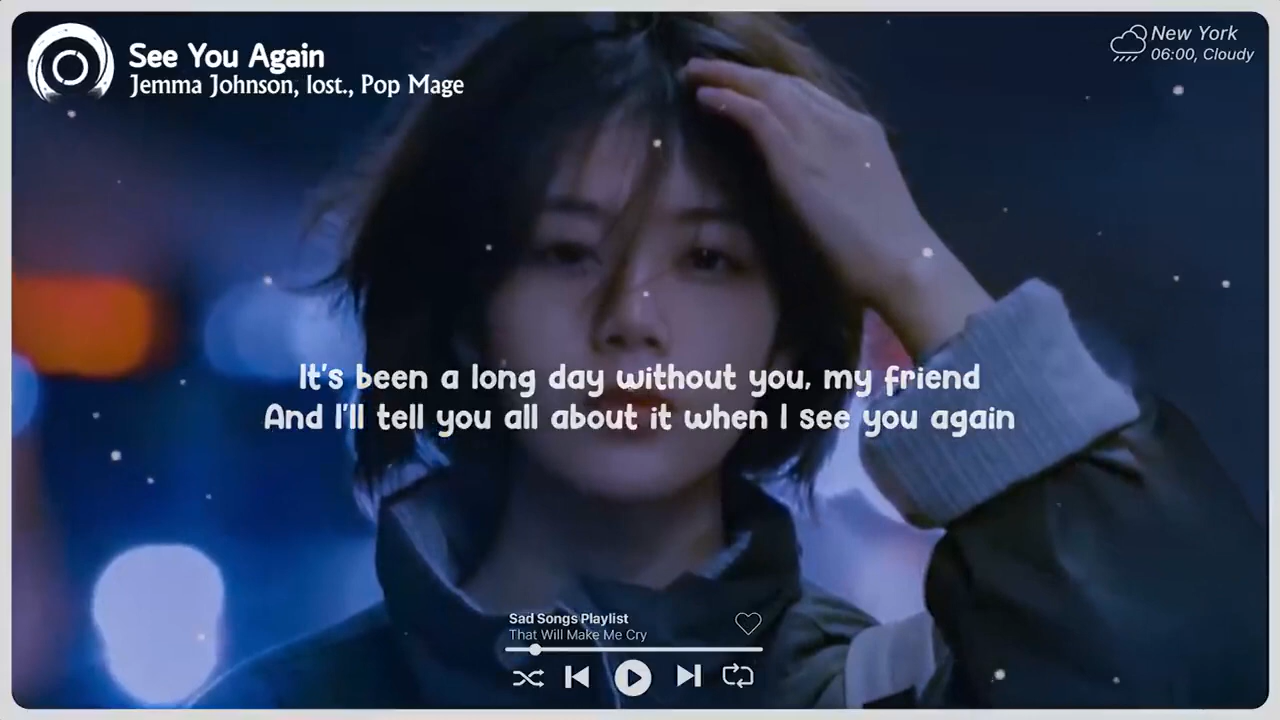 See You Again
Jemma Johnson, lost., Pop Mage
New York
06:00, Cloudy
It's been a long day without you, my friend
And I'll tell you all about it when I see you again
Sad Songs Playlist
That Will Make Me Cry